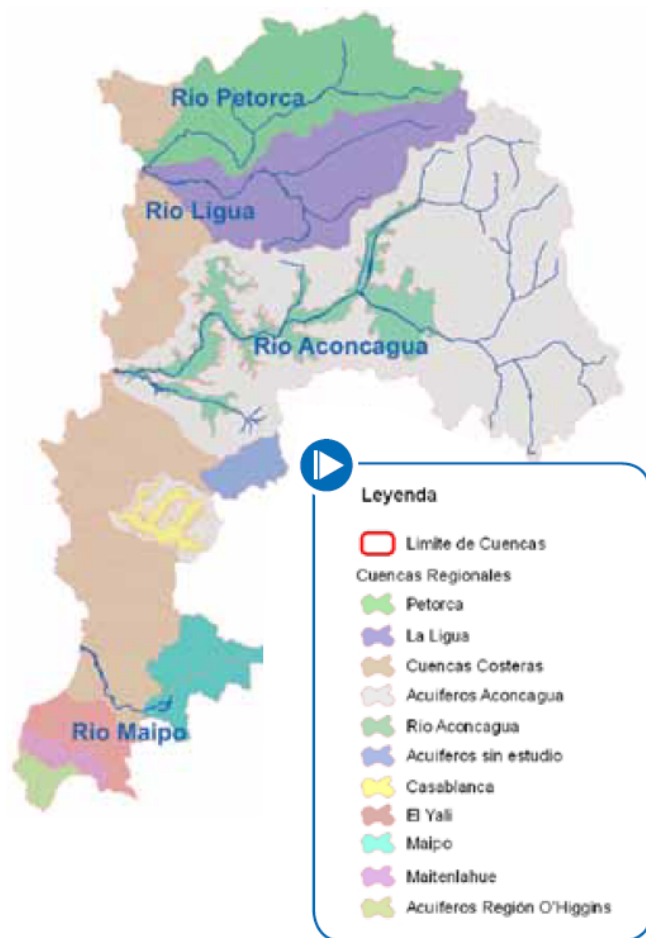 Rio Petorca
Rio Ligua
Rio Aconcagua
Rio Maipo
Leyenda
Limite de Cuencas
Cuencas Regionales
Petorca
La Ligua
Cuencas Costeras
Acuiferos Aconcagua
Rio Aconcagua
Acuiferos sin estudio
Casablanca
El Yali
Maipo
Maitenlahue
Acuiferos Región O'Higgins